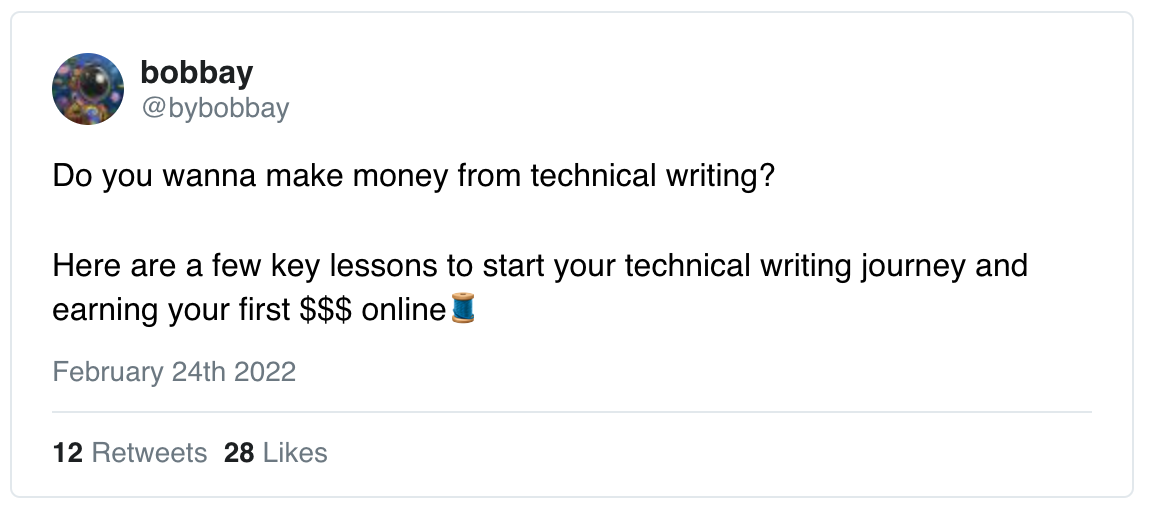 bobbay
@bybobbay
Do you wanna make money from technical writing?
Here are a few key lessons to start your technical writing journey and
earning your first $$$ online🧵
February 24th 2022
12 Retweets 28 Likes